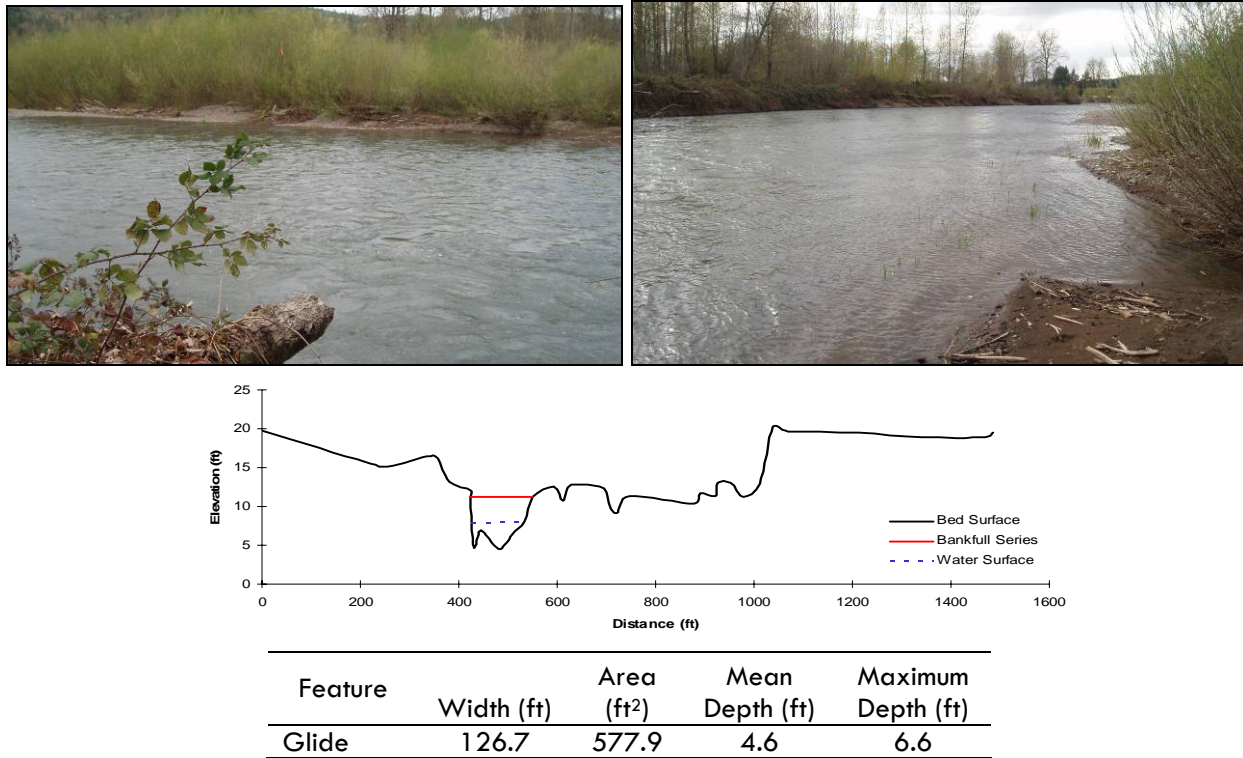 25
20
15
10
5
0
Elevation (ft)
0 200 400 600 800 1000 1200 1400 1600
Distance (ft)
Bed Surface
Bankfull Series
Water Surface
Feature Width (ft) Area (ft²) Mean Depth (ft) Maximum Depth (ft)
Glide 126.7 577.9 4.6 6.6